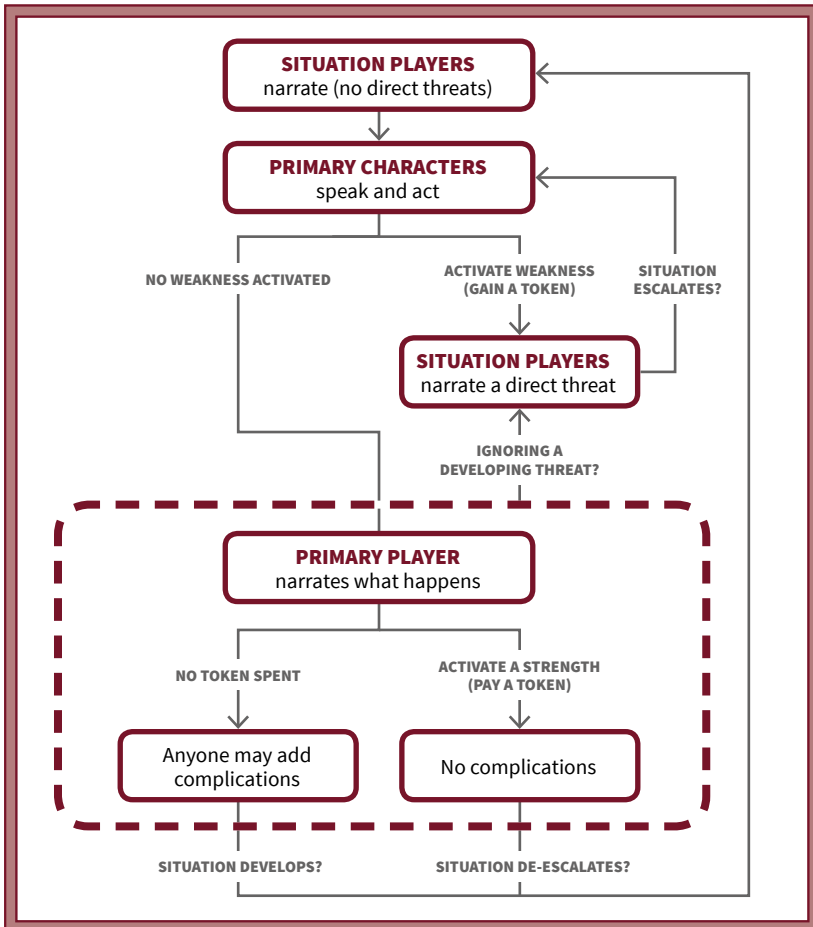 SITUATION PLAYERS
narrate (no direct threats)
PRIMARY CHARACTERS
speak and act
NO WEAKNESS ACTIVATED
ACTIVATE WEAKNESS
(GAIN A TOKEN)
SITUATION
ESCALATES?
SITUATION PLAYERS
narrate a direct threat
IGNORING A
DEVELOPING THREAT?
PRIMARY PLAYER
narrates what happens
NO TOKEN SPENT
ACTIVATE A STRENGTH
(PAY A TOKEN)
Anyone may add
complications
No complications
SITUATION DEVELOPS?
SITUATION DE-ESCALATES?